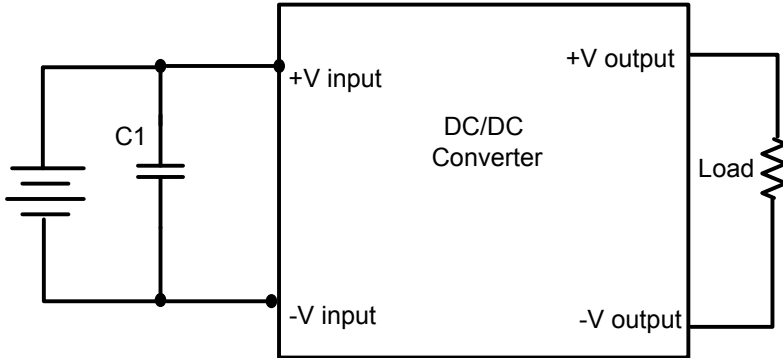 +V input
+V output
C1
DC/DC
Converter
Load
-V input
-V output